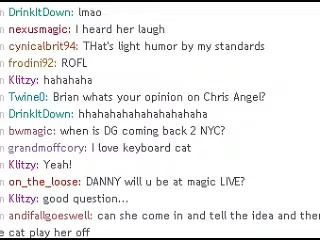 DrinkItDown: lmao
nexusmagic: I heard her laugh
cynicalbrit94: THat's light humor by my standards
frodini92: ROFL
Klitzy: hahahaha
Twine0: Brian whats your opinion on Chris Angel?
DrinkItDown: hhahahahahahahahahaha
bwmagic: when is DG coming back 2 NYC?
grandmoffcory: I love keyboard cat
Klitzy: Yeah!
on_the_loose: DANNY will u be at magic LIVE?
Klitzy: good question...
andifallgoeswell: can she come in and tell the idea and then
e cat play her off